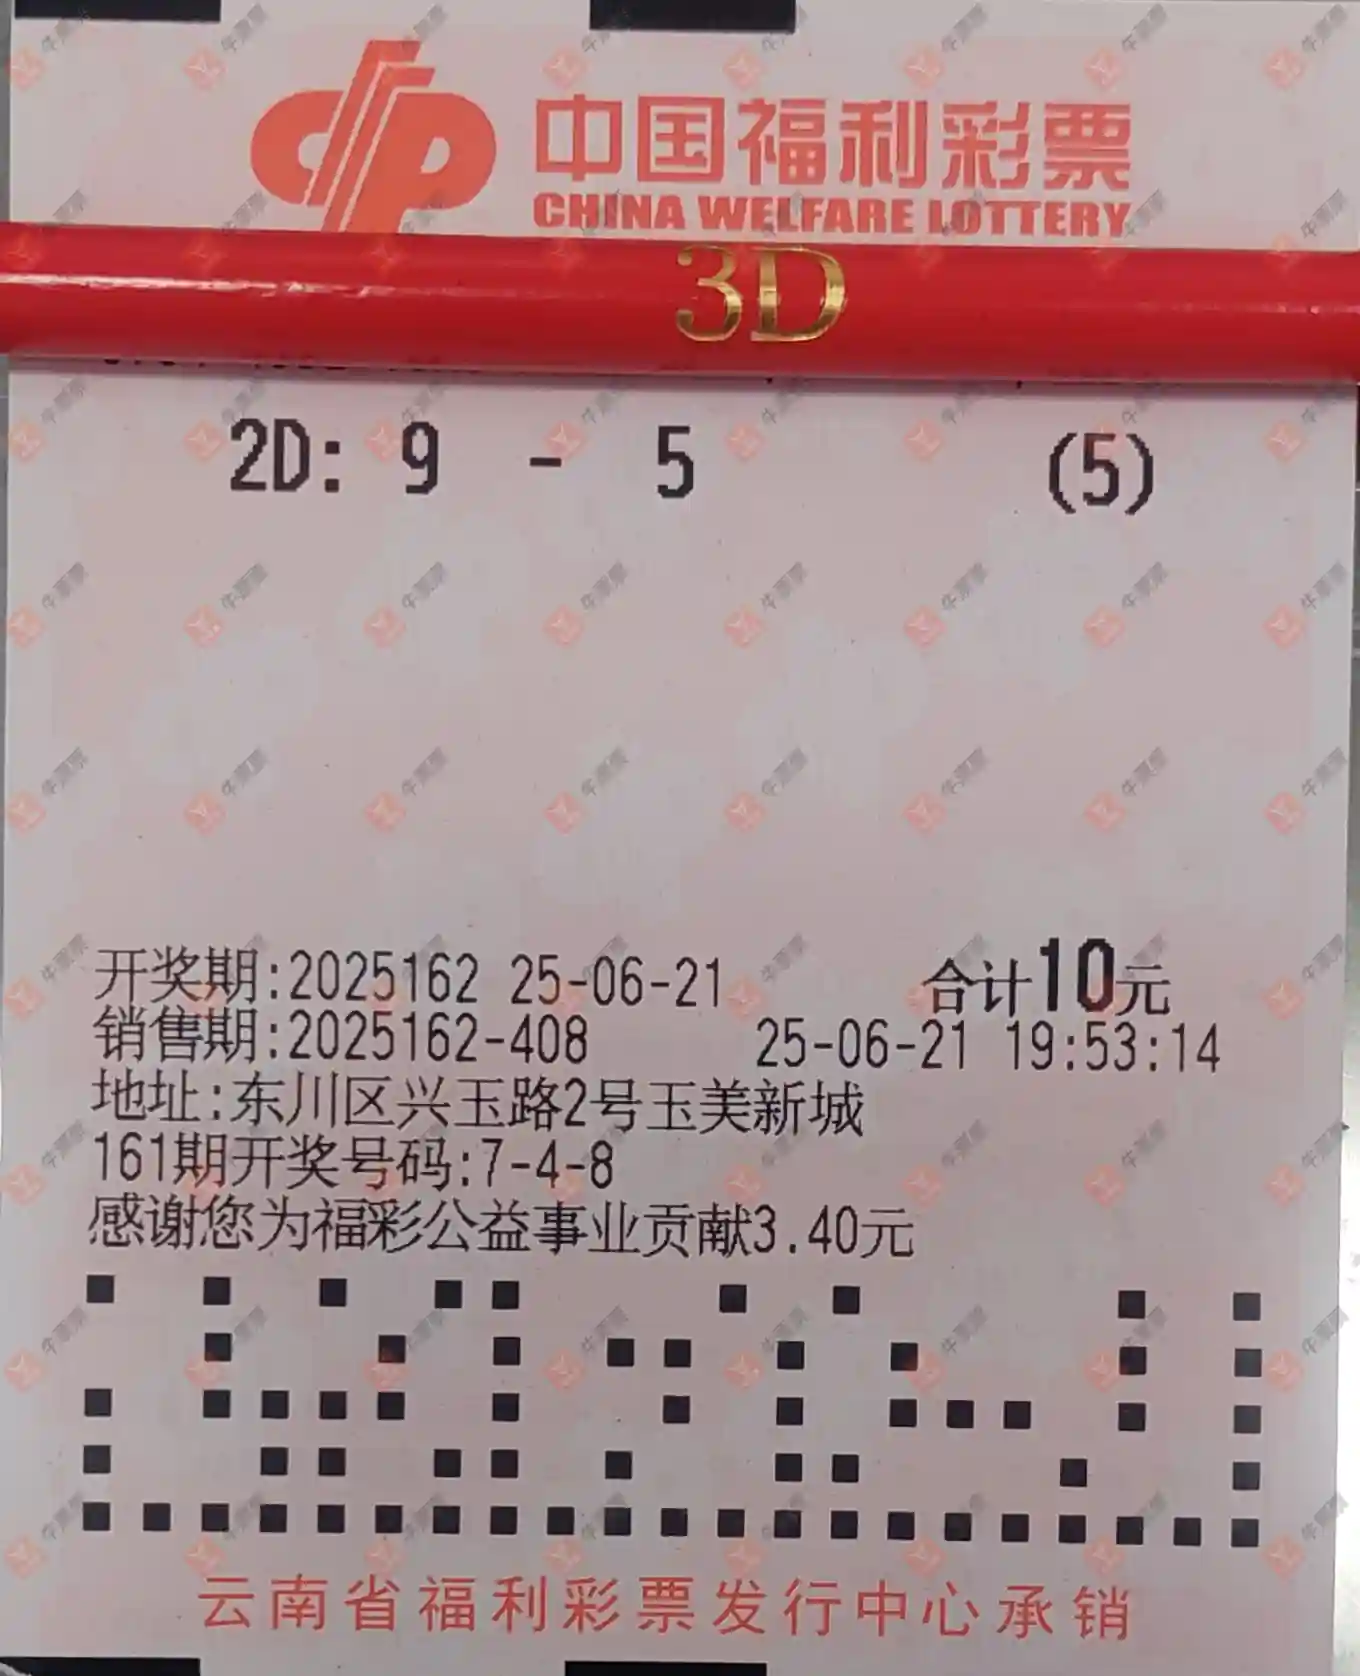 中国福利彩票
CHINA WELFARE LOTTERY
3D
2D: 9 - 5 (5)
开奖期:2025162 25-06-21 合计10元
销售期:2025162-408 25-06-21 19:53:14
地址:东川区兴玉路2号玉美新城
161期开奖号码:7-4-8
感谢您为福彩公益事业贡献3.40元
云南省福利彩票发行中心承销